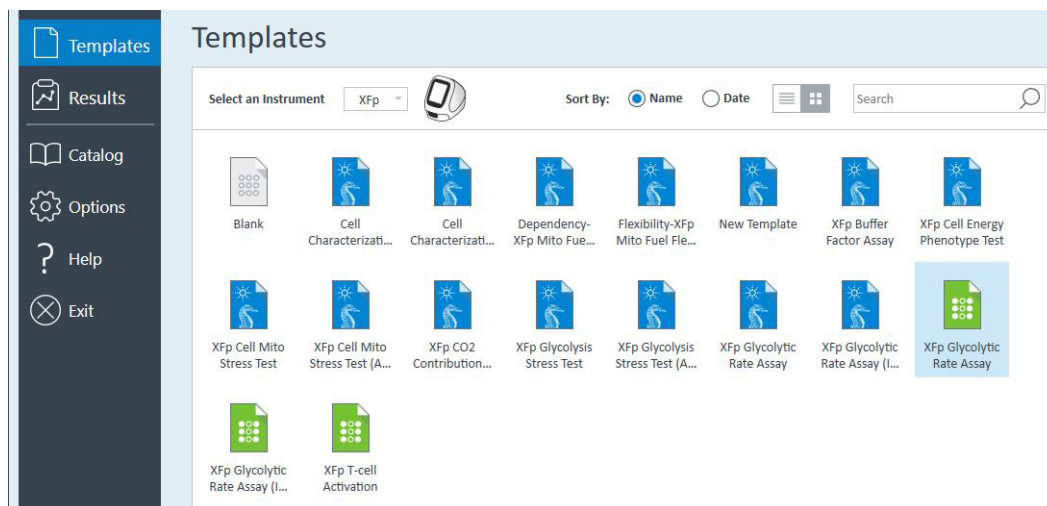 Templates
Results
Catalog
Options
Help
Exit
Templates
Select an Instrument XFp Sort By: Name Date Search
Blank
Cell
Characterizati...
Cell
Characterizati...
Dependency-
XFp Mito Fue...
Flexibility-XFp
Mito Fuel Fle...
New Template
XFp Buffer
Factor Assay
XFp Cell Energy
Phenotype Test
XFp Cell Mito
Stress Test
XFp Cell Mito
Stress Test (A...
XFp CO2
Contribution...
XFp Glycolysis
Stress Test
XFp Glycolysis
Stress Test (A...
XFp Glycolytic
Rate Assay
XFp Glycolytic
Rate Assay (I...
XFp Glycolytic
Rate Assay
XFp Glycolytic
Rate Assay (I...
XFp T-cell
Activation